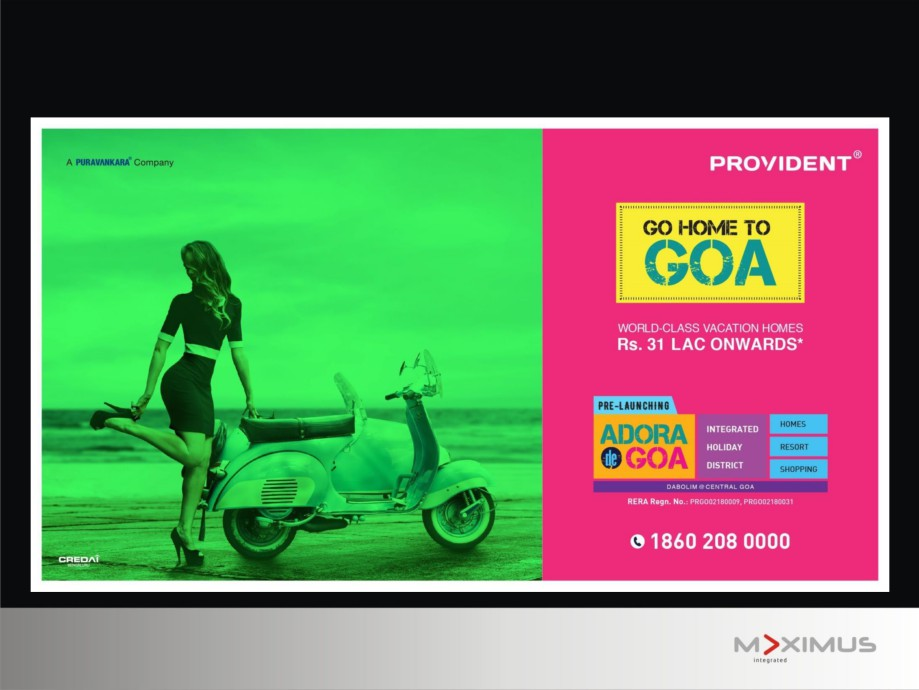 A PURAVANKARA® Company
CREDAI
PROVIDENT®
GO HOME TO
GOA
WORLD-CLASS VACATION HOMES
Rs. 31 LAC ONWARDS*
PRE-LAUNCHING
ADORA
de GOA
INTEGRATED
HOLIDAY
DISTRICT
HOMES
RESORT
SHOPPING
DABOLIM @ CENTRAL GOA
RERA Regn. No.: PRGO02180009, PRGO02180031
1860 208 0000
MAXIMUS
integrated